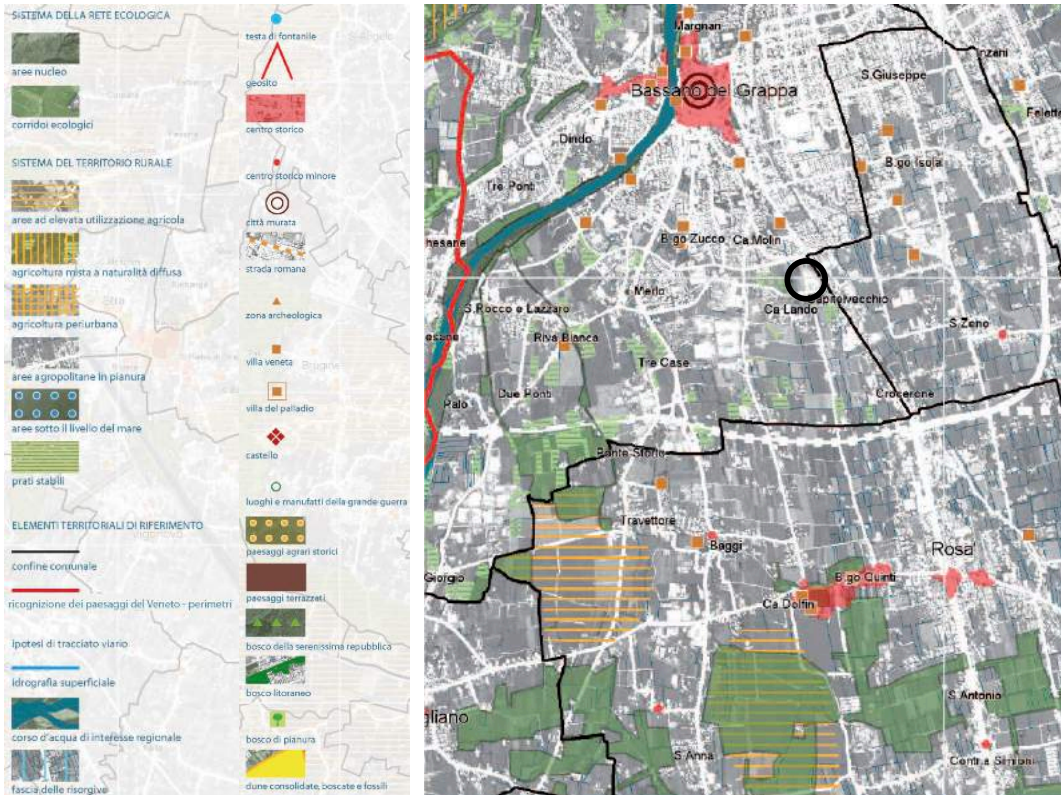 SISTEMA DELLA RETE ECOLOGICA
aree nucleo
corridoi ecologici
SISTEMA DEL TERRITORIO RURALE
aree ad elevata utilizzazione agricola
agricoltura mista a naturalità diffusa
agricoltura periurbana
aree agropolitane in pianura
aree sotto il livello del mare
prati stabili
ELEMENTI TERRITORIALI DI RIFERIMENTO
confine comunale
ricognizione dei paesaggi del Veneto - perimetri
ipotesi di tracciato viario
idrografia superficiale
corso d'acqua di interesse regionale
fascia delle risorgive
testa di fontanile
geosito
centro storico
centro storico minore
città murata
strada romana
zona archeologica
villa veneta
villa del palladio
castello
luoghi e manufatti della grande guerra
paesaggi agrari storici
paesaggi terrazzati
bosco della serenissima repubblica
bosco litoraneo
bosco di pianura
dune consolidate, boscate e fossili
Margnan
S.Giuseppe
Bassano del Grappa
Dindo
B.go Isola
Tre Ponti
B.go Zucco
Ca Molin
Merlo
Ca Lando
S.Rocco e Lazzaro
Riva Bianca
S.Zeno
Tre Case
Due Ponti
Crocerone
Palo
Ponte Storto
Travettore
Baggi
Rosa'
Giorgio
B.go Quinti
Ca Dolfin
S.Antonio
gliano
S.Anna